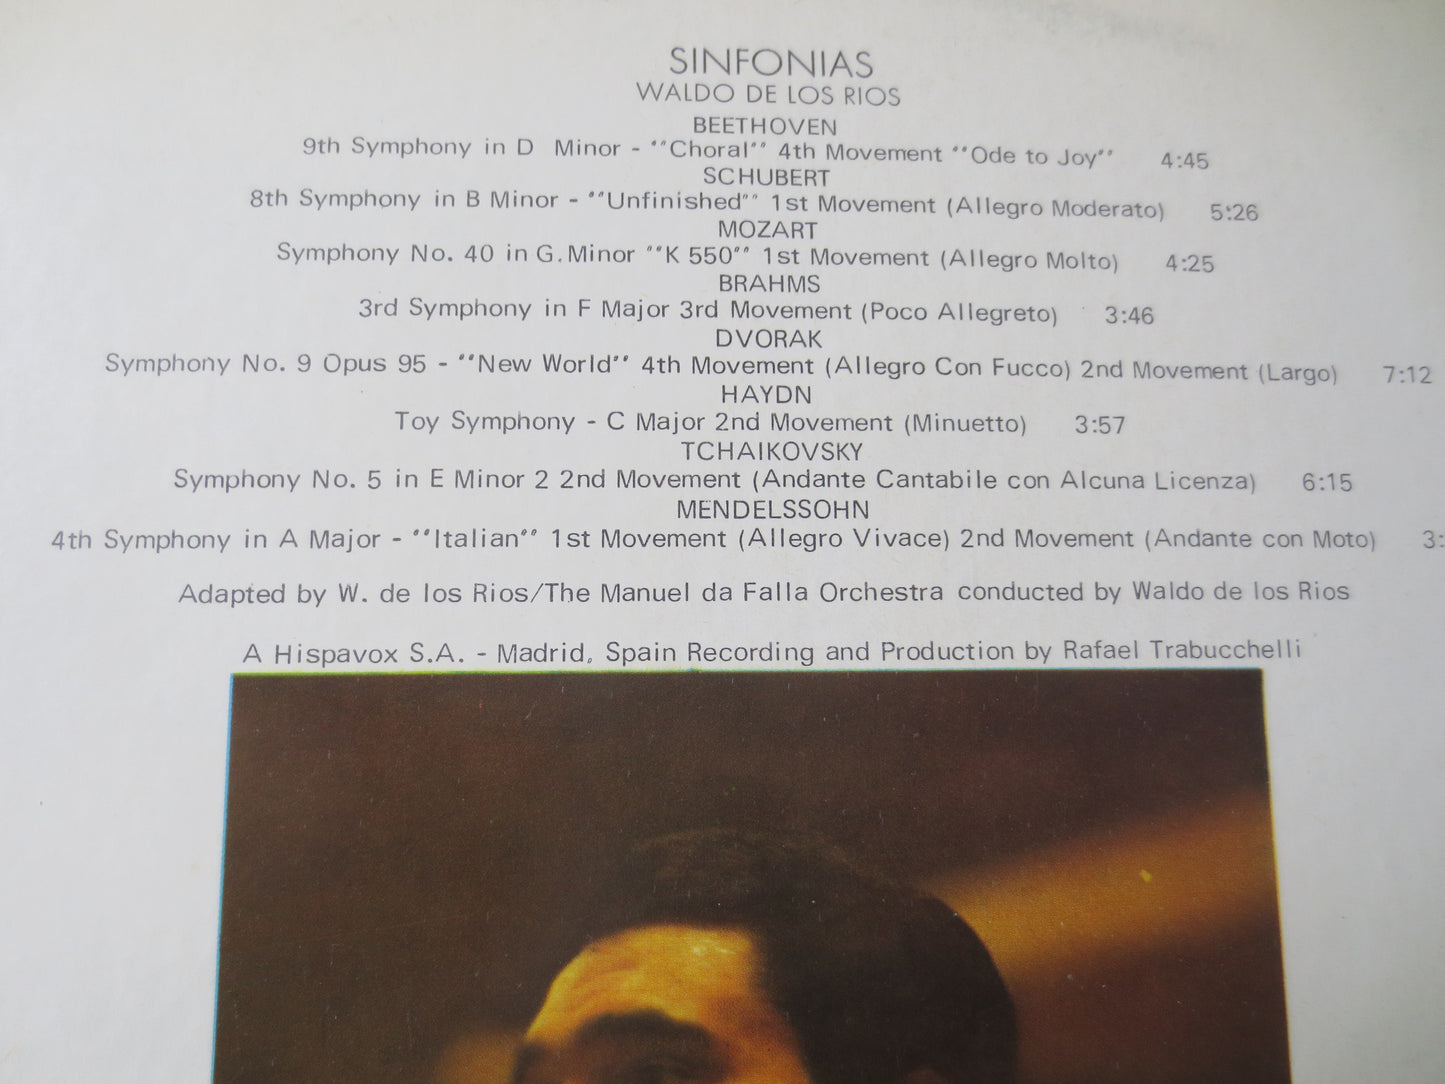 SINFONIAS
WALDO DE LOS RIOS
BEETHOVEN
9th Symphony in D Minor - "Choral" 4th Movement "Ode to Joy" 4:45
SCHUBERT
8th Symphony in B Minor - "Unfinished" 1st Movement (Allegro Moderato) 5:26
MOZART
Symphony No. 40 in G. Minor "K 550" 1st Movement (Allegro Molto) 4:25
BRAHMS
3rd Symphony in F Major 3rd Movement (Poco Allegreto) 3:46
DVORAK
Symphony No. 9 Opus 95 - "New World" 4th Movement (Allegro Con Fucco) 2nd Movement (Largo) 7:12
HAYDN
Toy Symphony - C Major 2nd Movement (Minuetto) 3:57
TCHAIKOVSKY
Symphony No. 5 in E Minor 2 2nd Movement (Andante Cantabile con Alcuna Licenza) 6:15
MENDELSSOHN
4th Symphony in A Major - "Italian" 1st Movement (Allegro Vivace) 2nd Movement (Andante con Moto) 3:
Adapted by W. de los Rios/The Manuel da Falla Orchestra conducted by Waldo de los Rios
A Hispavox S.A. - Madrid, Spain Recording and Production by Rafael Trabucchelli